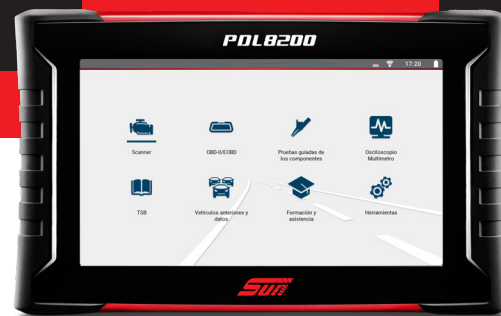 PDL8200
17:20
Scanner
OBD-II/EOBD
Pruebas guiadas de
los componentes
Osciloscopio
Multímetro
TSB
Vehículos anteriores y
datos
Formación y
asistencia
Herramientas
Sun